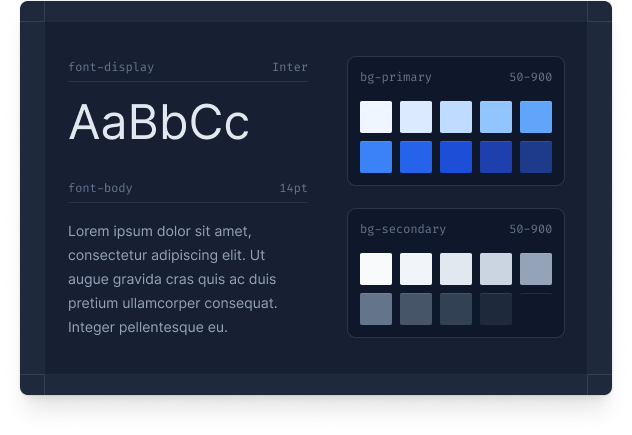 font-display Inter
AaBbCc
font-body 14pt
Lorem ipsum dolor sit amet,
consectetur adipiscing elit. Ut
augue gravida cras quis ac duis
pretium ullamcorper consequat.
Integer pellentesque eu.
bg-primary 50-900
bg-secondary 50-900